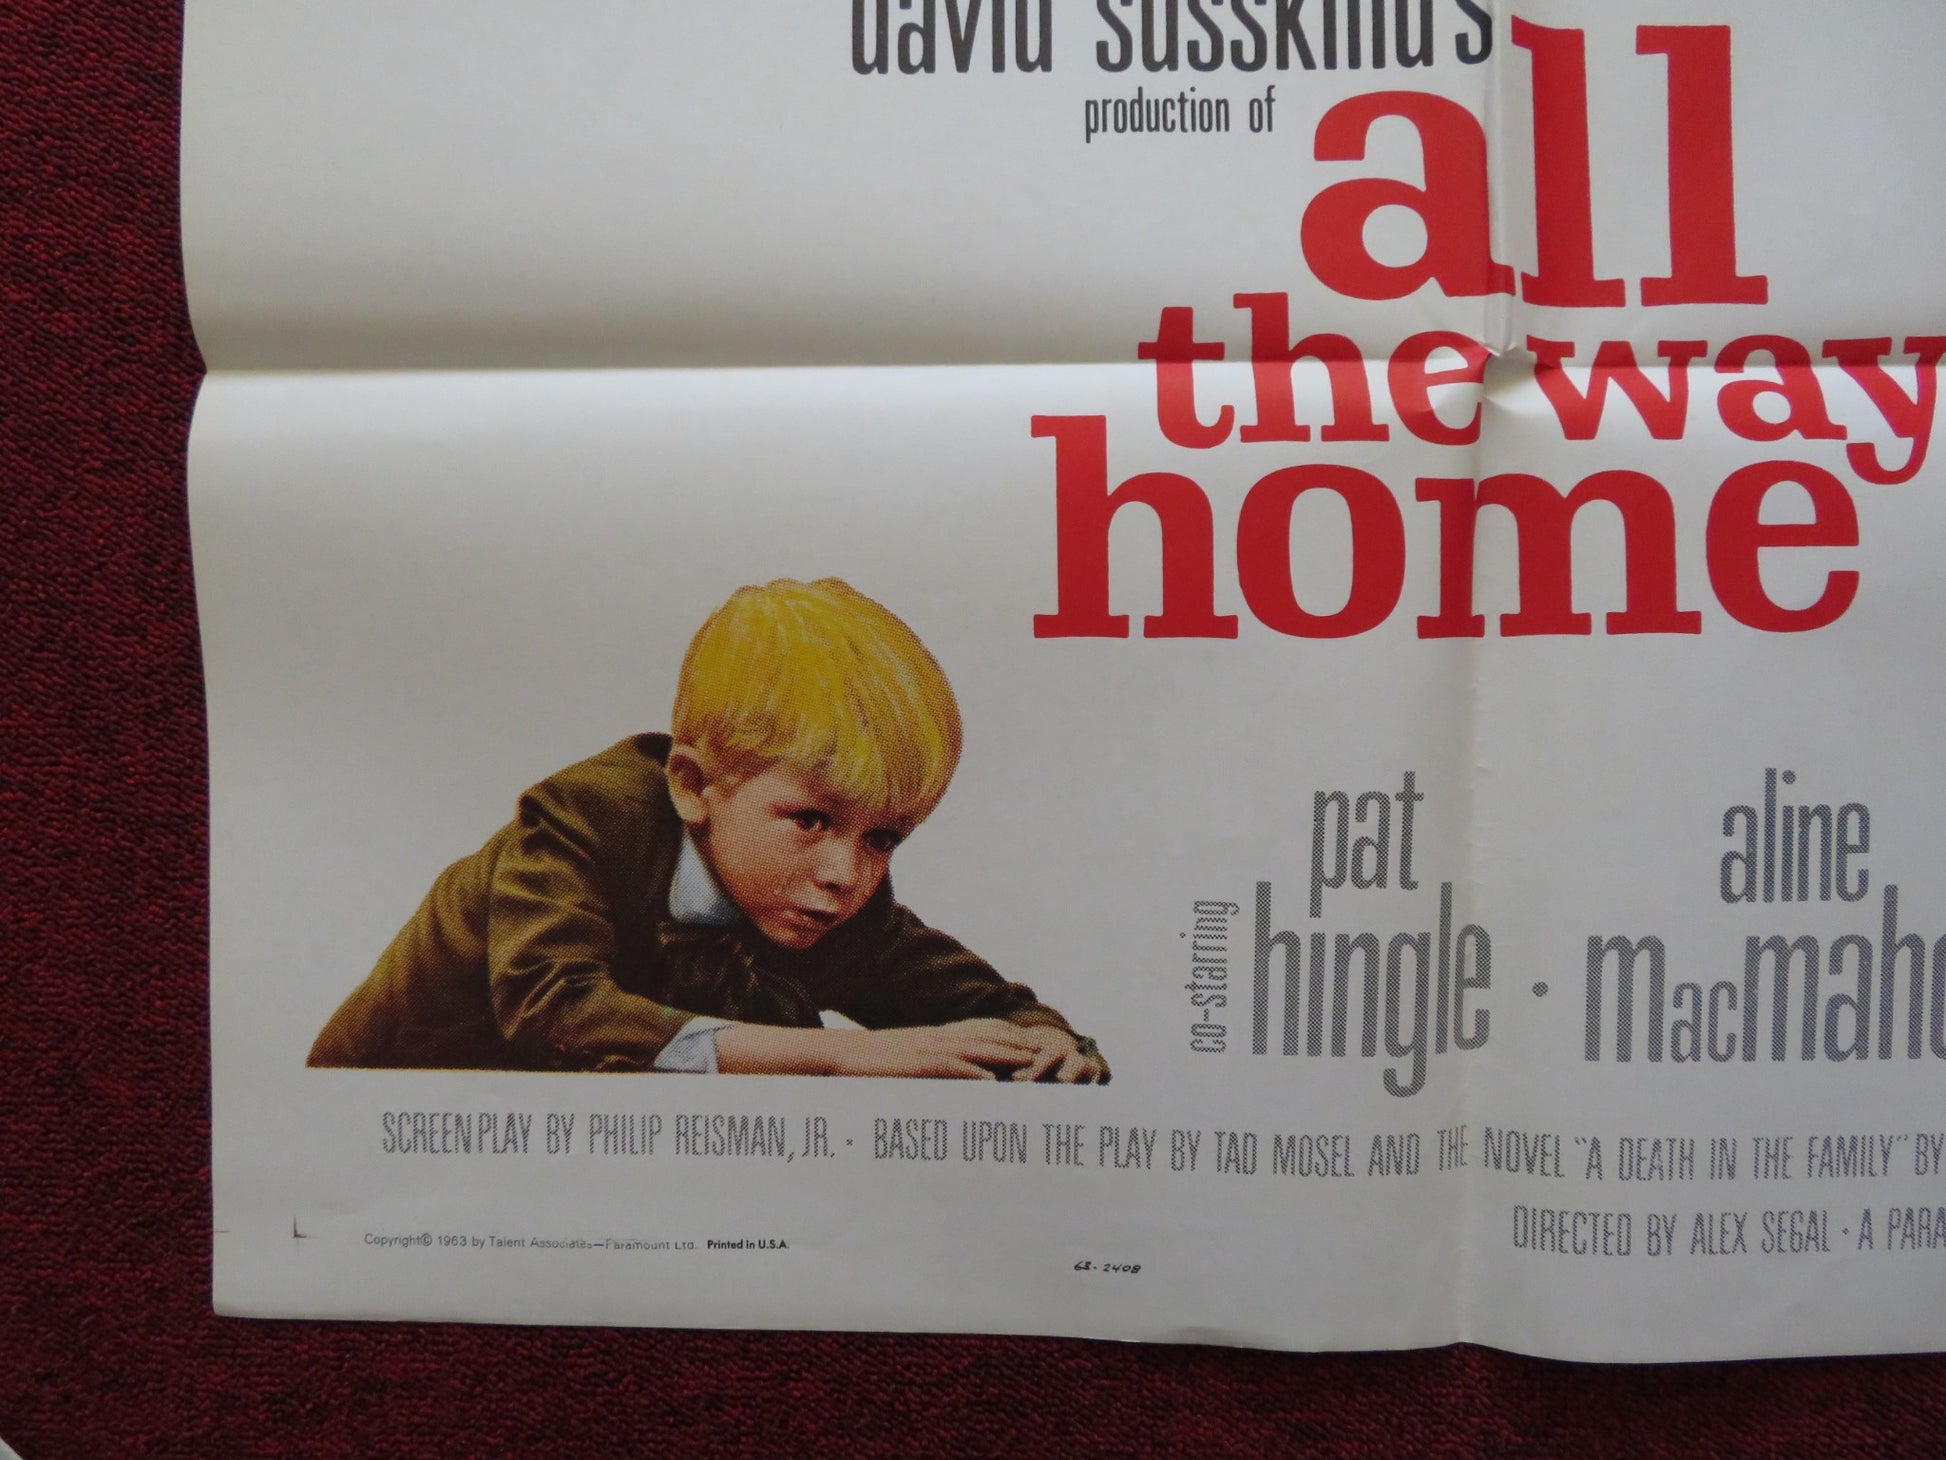 david susskind's
production of
all
the way
home
co-starring
pat
hingle
·
aline
macmaho
SCREENPLAY BY PHILIP REISMAN, JR. · BASED UPON THE PLAY BY TAD MOSEL AND THE NOVEL "A DEATH IN THE FAMILY" BY
DIRECTED BY ALEX SEGAL · A PARA
Copyright© 1963 by Talent Associates—Paramount Ltd. Printed in U.S.A.
63-2408